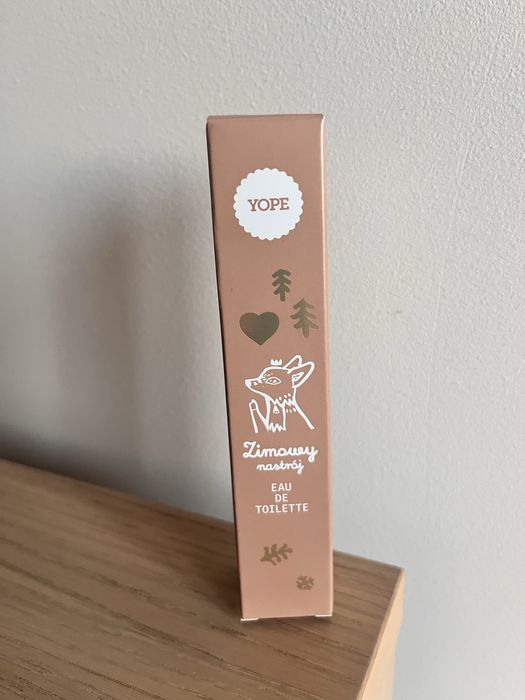 YOPE
Zimowy
nastrój
EAU
DE
TOILETTE